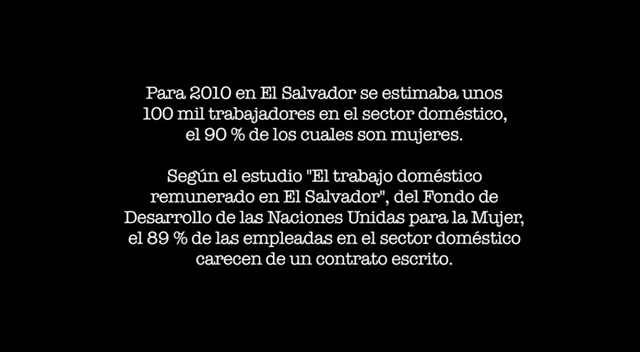 Para 2010 en El Salvador se estimaba unos
100 mil trabajadores en el sector doméstico,
el 90 % de los cuales son mujeres.
Según el estudio "El trabajo doméstico
remunerado en El Salvador", del Fondo de
Desarrollo de las Naciones Unidas para la Mujer,
el 89 % de las empleadas en el sector doméstico
carecen de un contrato escrito.